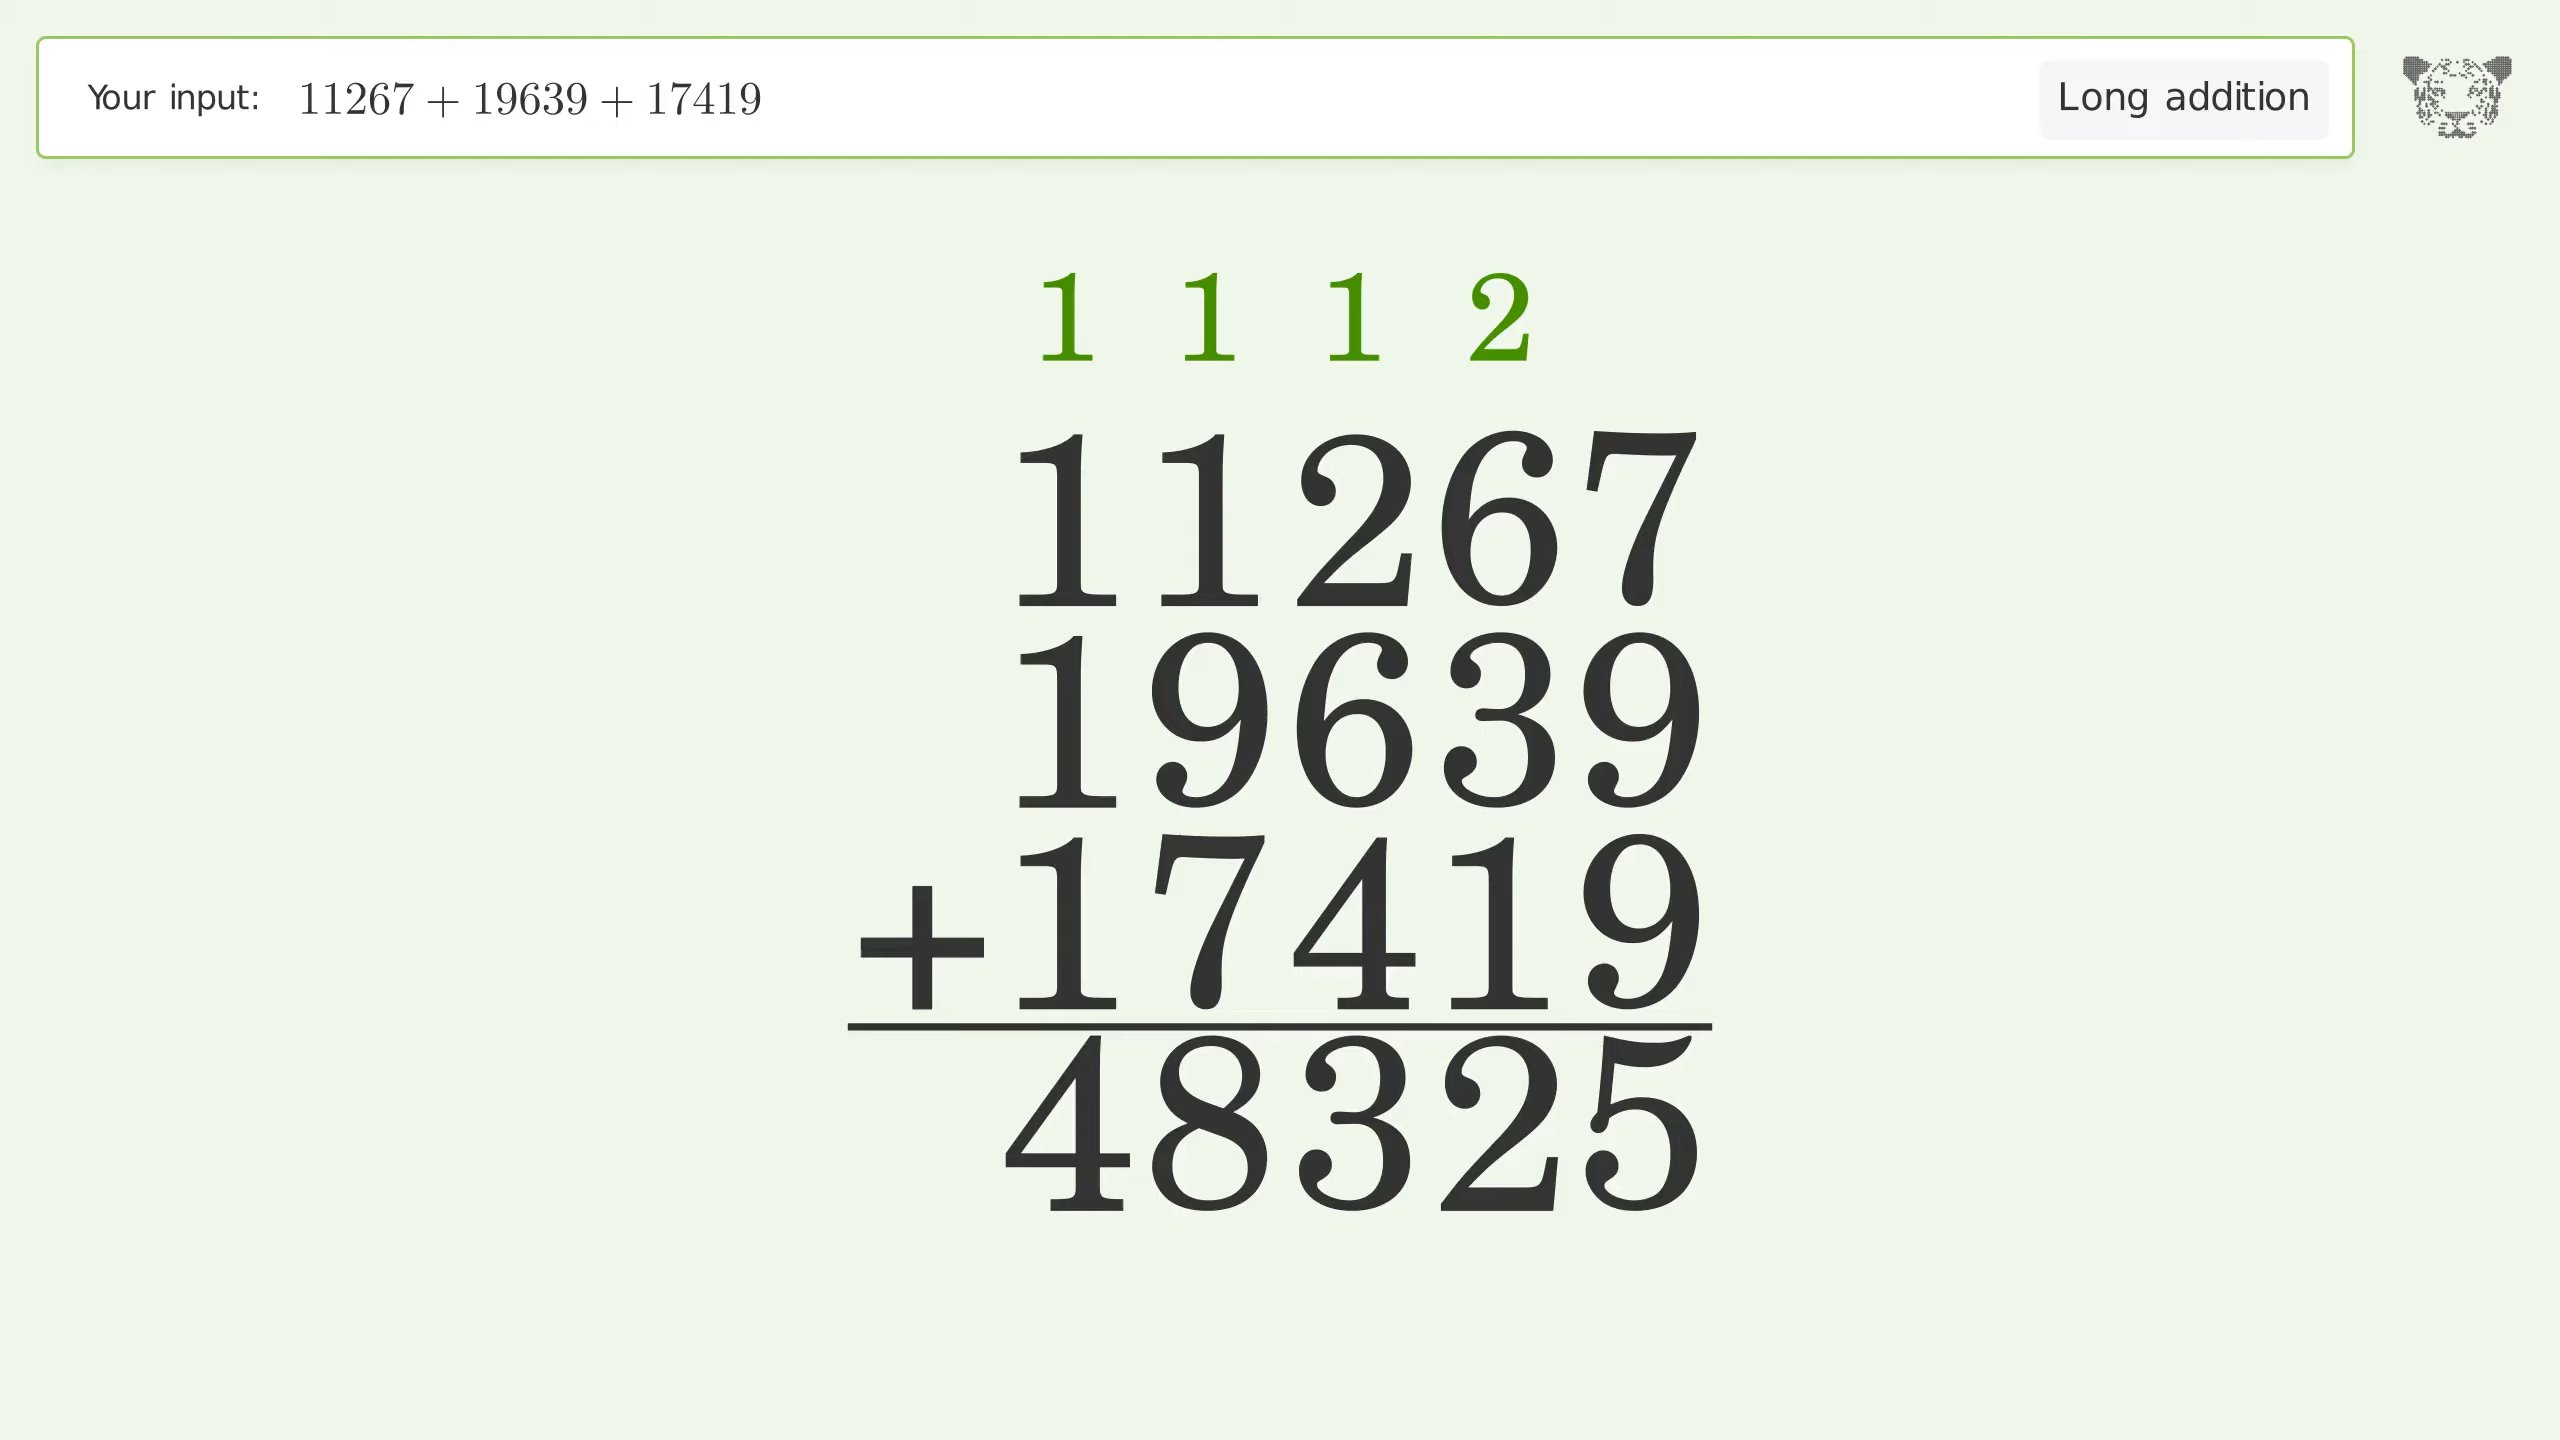 Your input: 11267 + 19639 + 17419
Long addition
1 1 1 2
11267
19639
+17419
48325